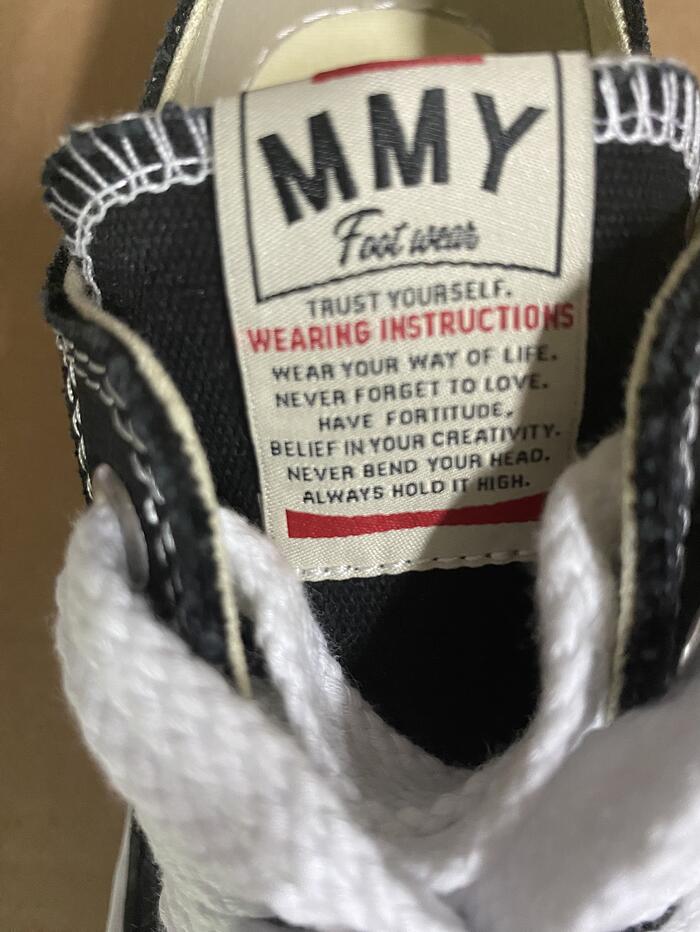 MMY
Foot wear
TRUST YOURSELF.
WEARING INSTRUCTIONS
WEAR YOUR WAY OF LIFE.
NEVER FORGET TO LOVE.
HAVE FORTITUDE,
BELIEF IN YOUR CREATIVITY.
NEVER BEND YOUR HEAD.
ALWAYS HOLD IT HIGH.